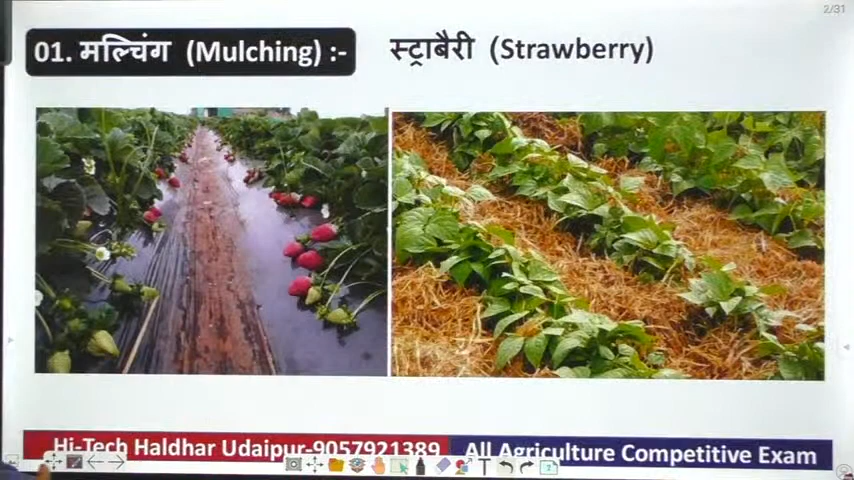 2/31
01. मल्चिंग (Mulching) :-
स्ट्राबैरी (Strawberry)
Hi-Tech Haldhar Udaipur-9057921389
All Agriculture Competitive Exam